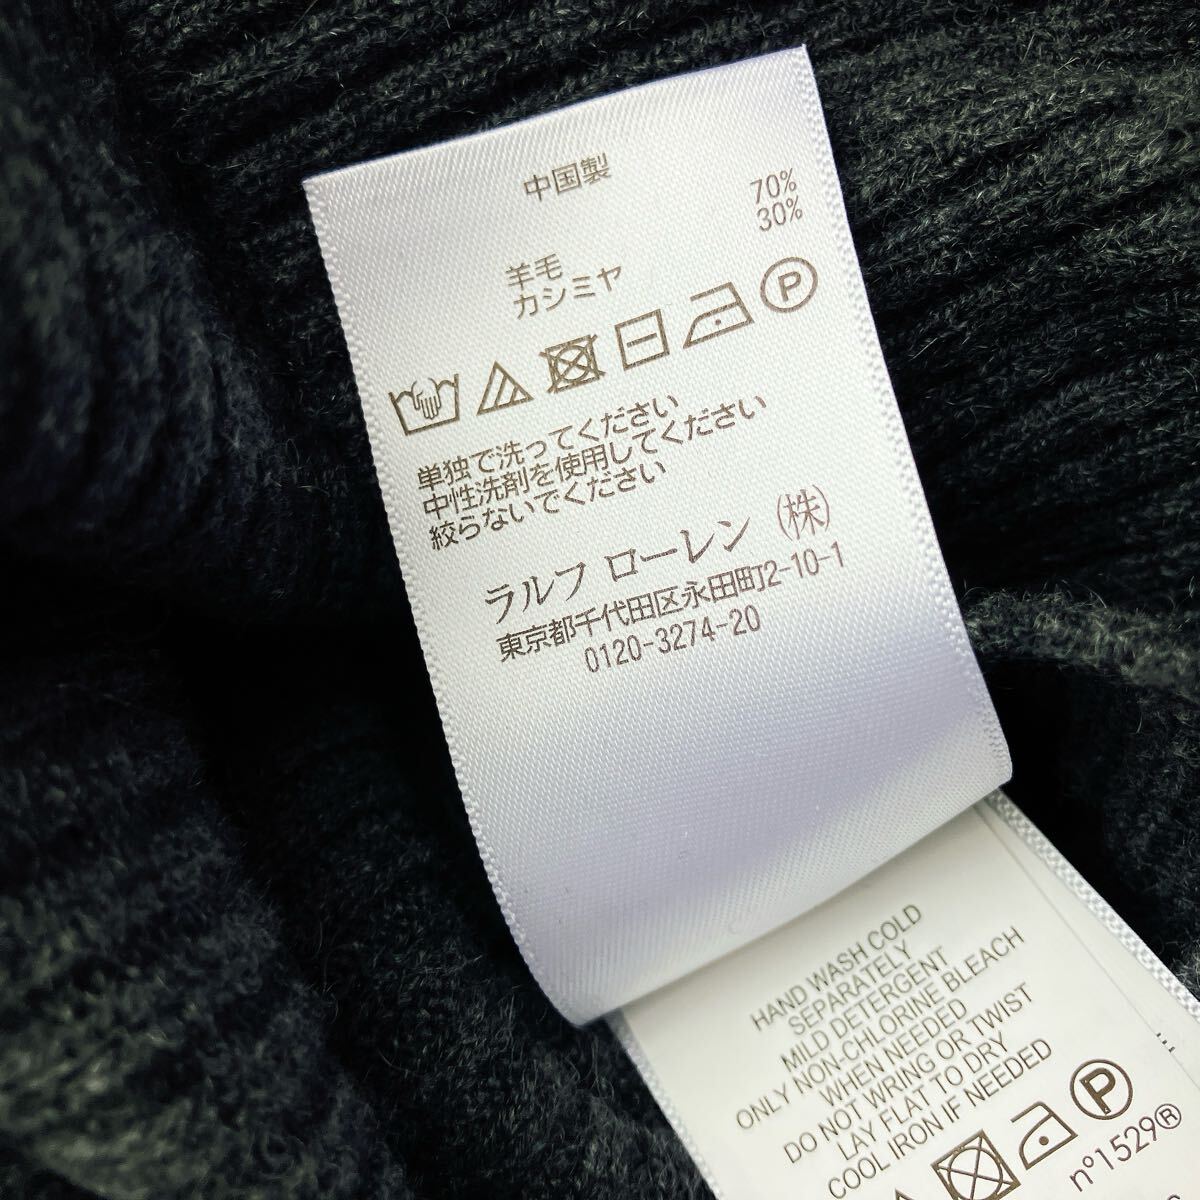 中国製
羊毛 70%
カシミヤ 30%
P
単独で洗ってください
中性洗剤を使用してください
絞らないでください
ラルフ ローレン (株)
東京都千代田区永田町2-10-1
0120-3274-20
HAND WASH COLD
SEPARATELY
MILD DETERGENT
ONLY NON-CHLORINE BLEACH
WHEN NEEDED
DO NOT WRING OR TWIST
LAY FLAT TO DRY
COOL IRON IF NEEDED
P
nº1529®